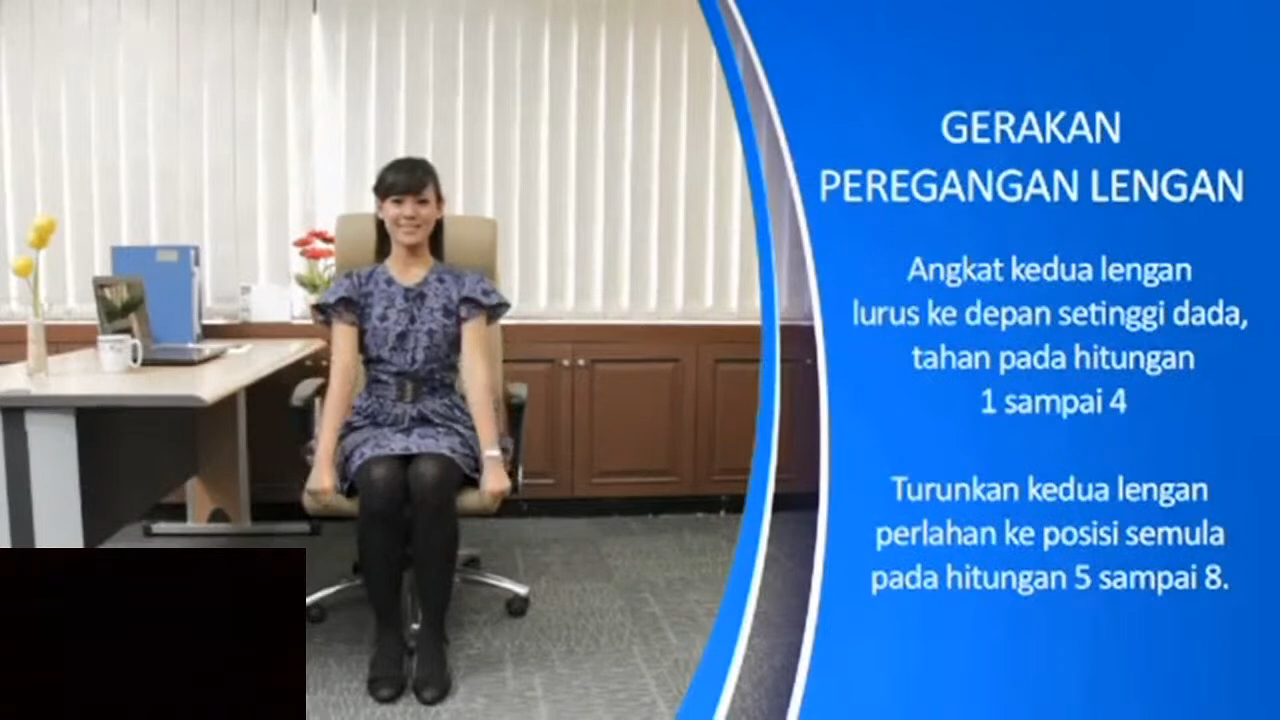 GERAKAN
PEREGANGAN LENGAN
Angkat kedua lengan
lurus ke depan setinggi dada,
tahan pada hitungan
1 sampai 4
Turunkan kedua lengan
perlahan ke posisi semula
pada hitungan 5 sampai 8.